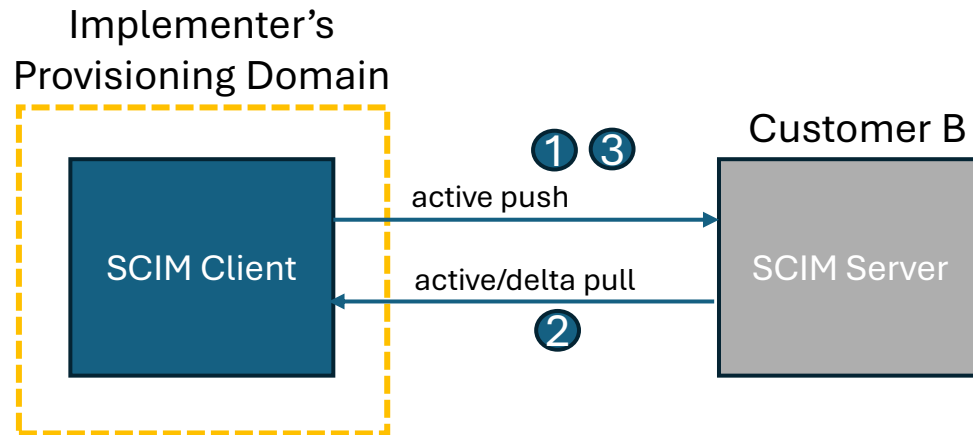 Implementer’s
Provisioning Domain
Customer B
1 3
active push
SCIM Client
SCIM Server
active/delta pull
2